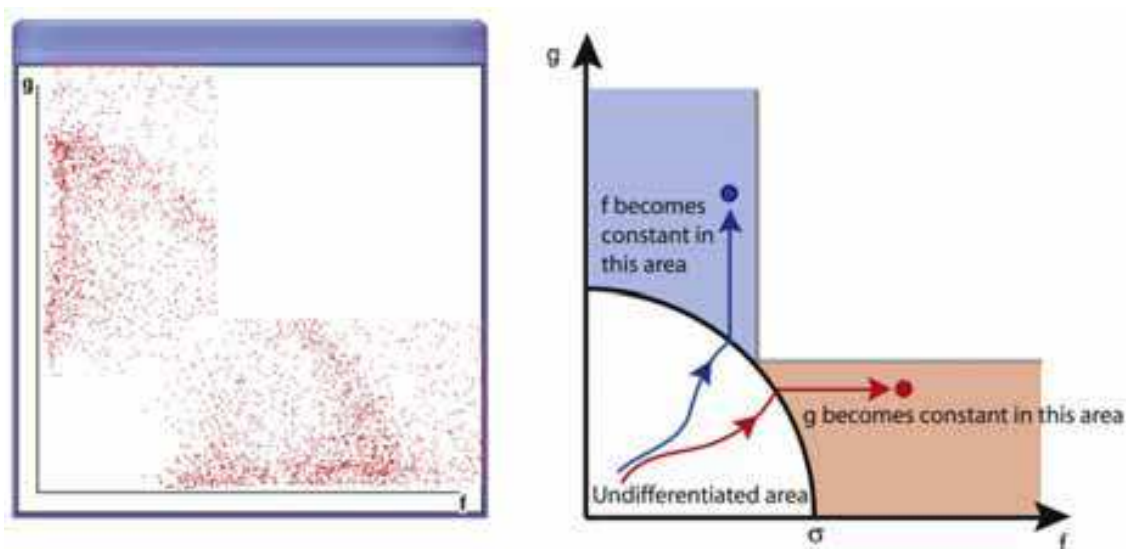 g
f
g
f becomes
constant in
this area
g becomes constant in this area
Undifferentiated area
σ
f